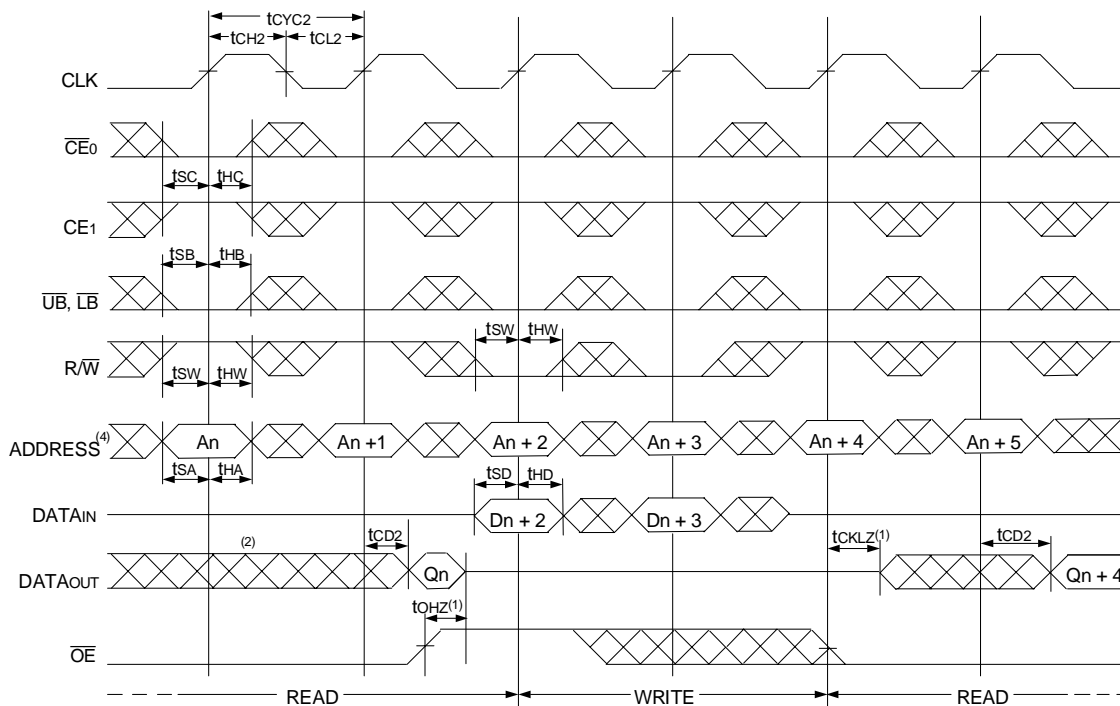 tCYC2
tCH2 tCL2
CLK
CE0
tSC tHC
CE1
tSB tHB
UB, LB
tSW tHW
R/W
tSW tHW
ADDRESS(4) An An +1 An + 2 An + 3 An + 4 An + 5
tSA tHA tSD tHD
DATAIN Dn + 2 Dn + 3
tCD2 tCKLZ(1) tCD2
(2)
DATAOUT Qn Qn + 4
tOHZ(1)
OE
READ WRITE READ